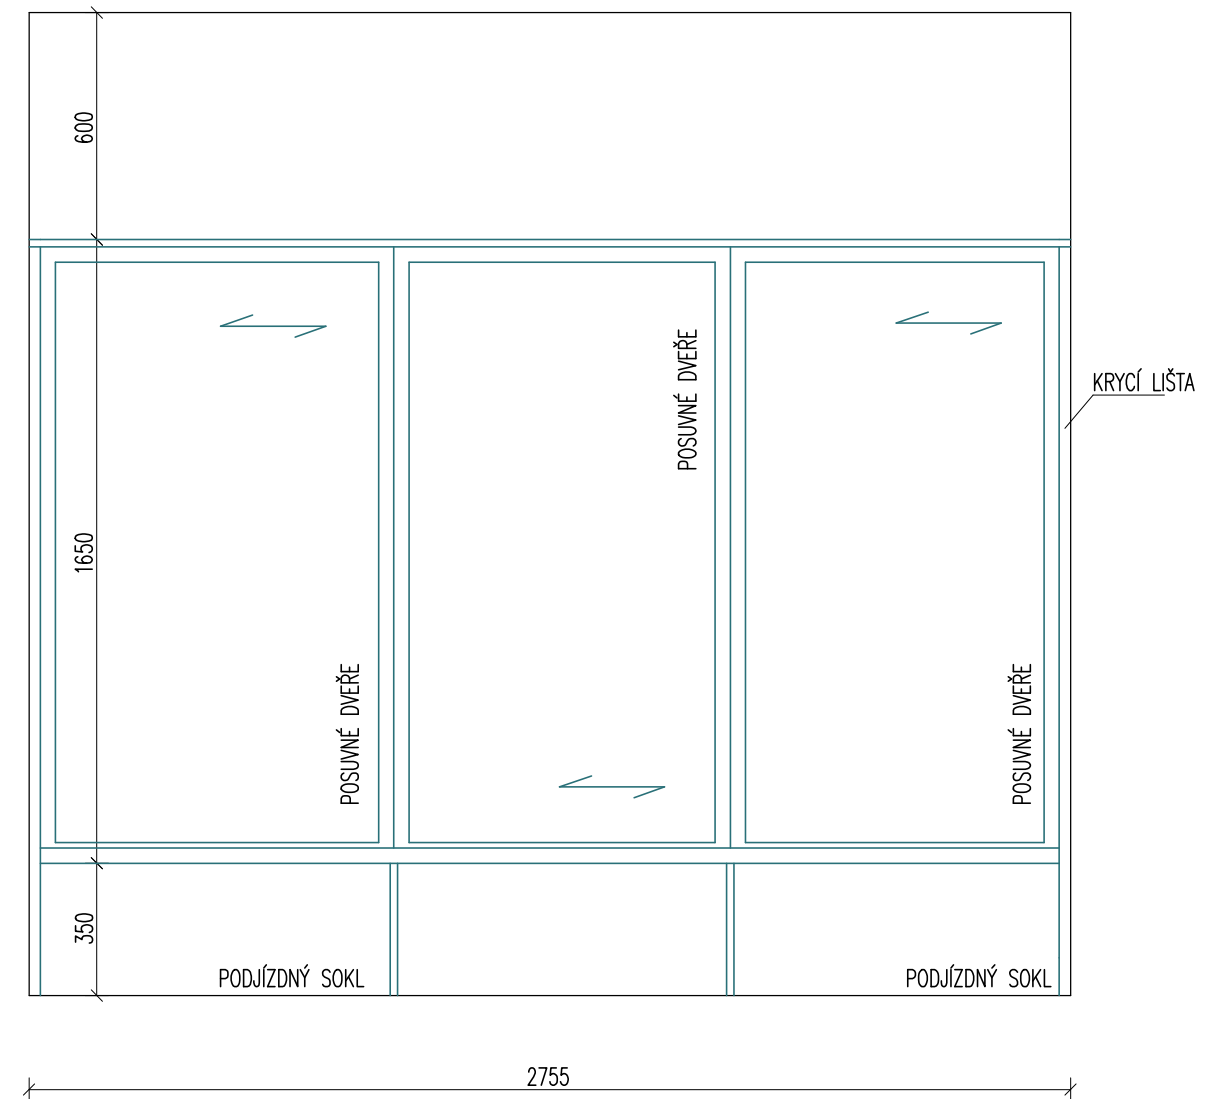 600
POSUVNÉ DVEŘE
KRYCÍ LIŠTA
1650
POSUVNÉ DVEŘE
POSUVNÉ DVEŘE
350
PODJÍZDNÝ SOKL
PODJÍZDNÝ SOKL
2755